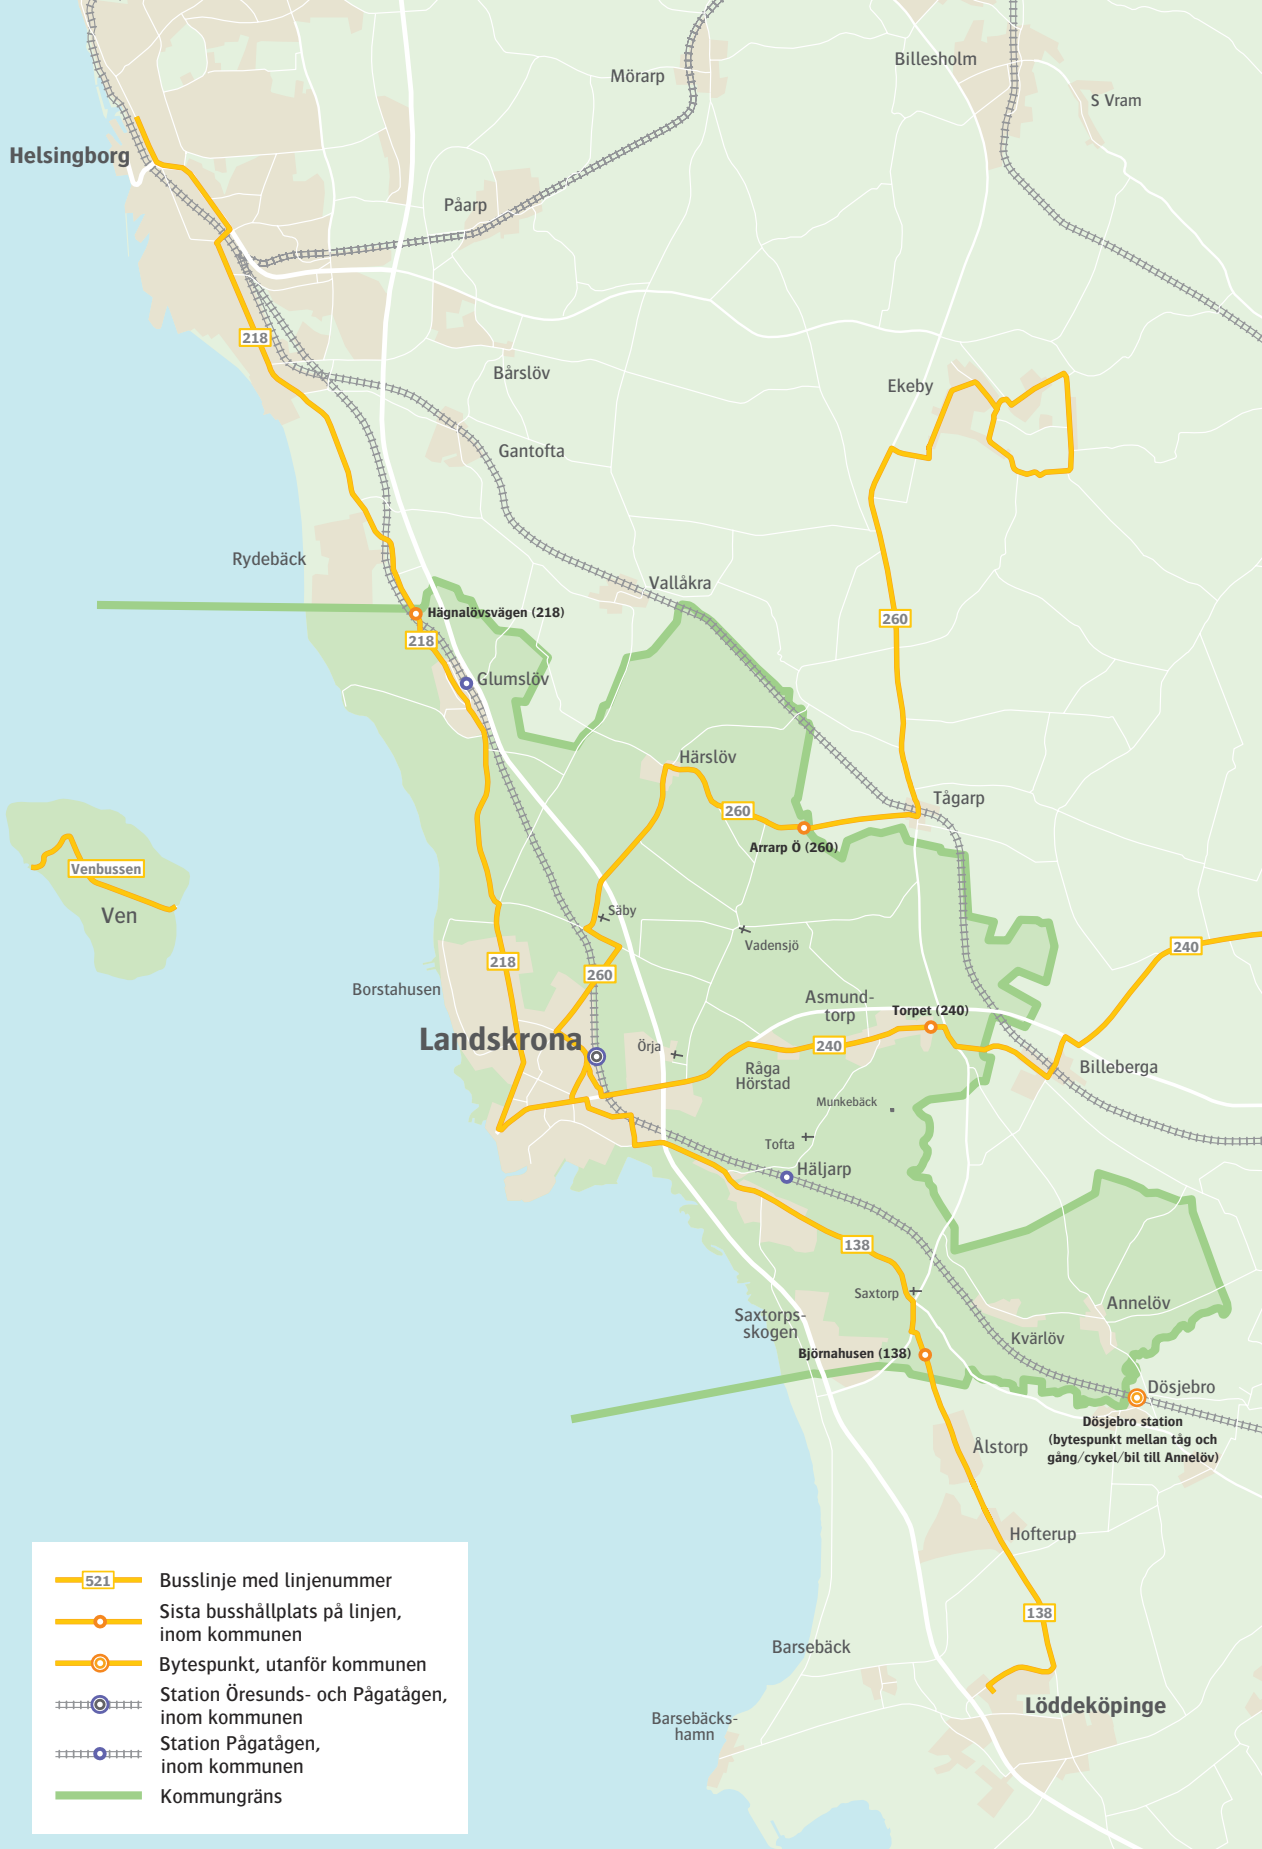 Billesholm
Mörarp
S Vram
Helsingborg
Påarp
218
Bårslöv
Ekeby
Gantofta
Rydebäck
Vallåkra
Hägnalövsvägen (218)
260
218
Glumslöv
Härslöv
Tågarp
260
Arrarp Ö (260)
Venbussen
Ven
Säby
Vadensjö
240
218
260
Borstahusen
Asmund-
torp
Torpet (240)
Landskrona
Örja
240
Råga
Hörstad
Billeberga
Munkebäck
Tofta
Häljarp
138
Saxtorp
Annelöv
Saxtorps-
skogen
Kvärlöv
Björnahusen (138)
Dösjebro
Dösjebro station
(bytespunkt mellan tåg och
gång/cykel/bil till Annelöv)
Ålstorp
Hofterup
138
Barsebäck
Löddeköpinge
Barsebäcks-
hamn
521
Busslinje med linjenummer
Sista busshållplats på linjen,
inom kommunen
Bytespunkt, utanför kommunen
Station Öresunds- och Pågatågen,
inom kommunen
Station Pågatågen,
inom kommunen
Kommungräns